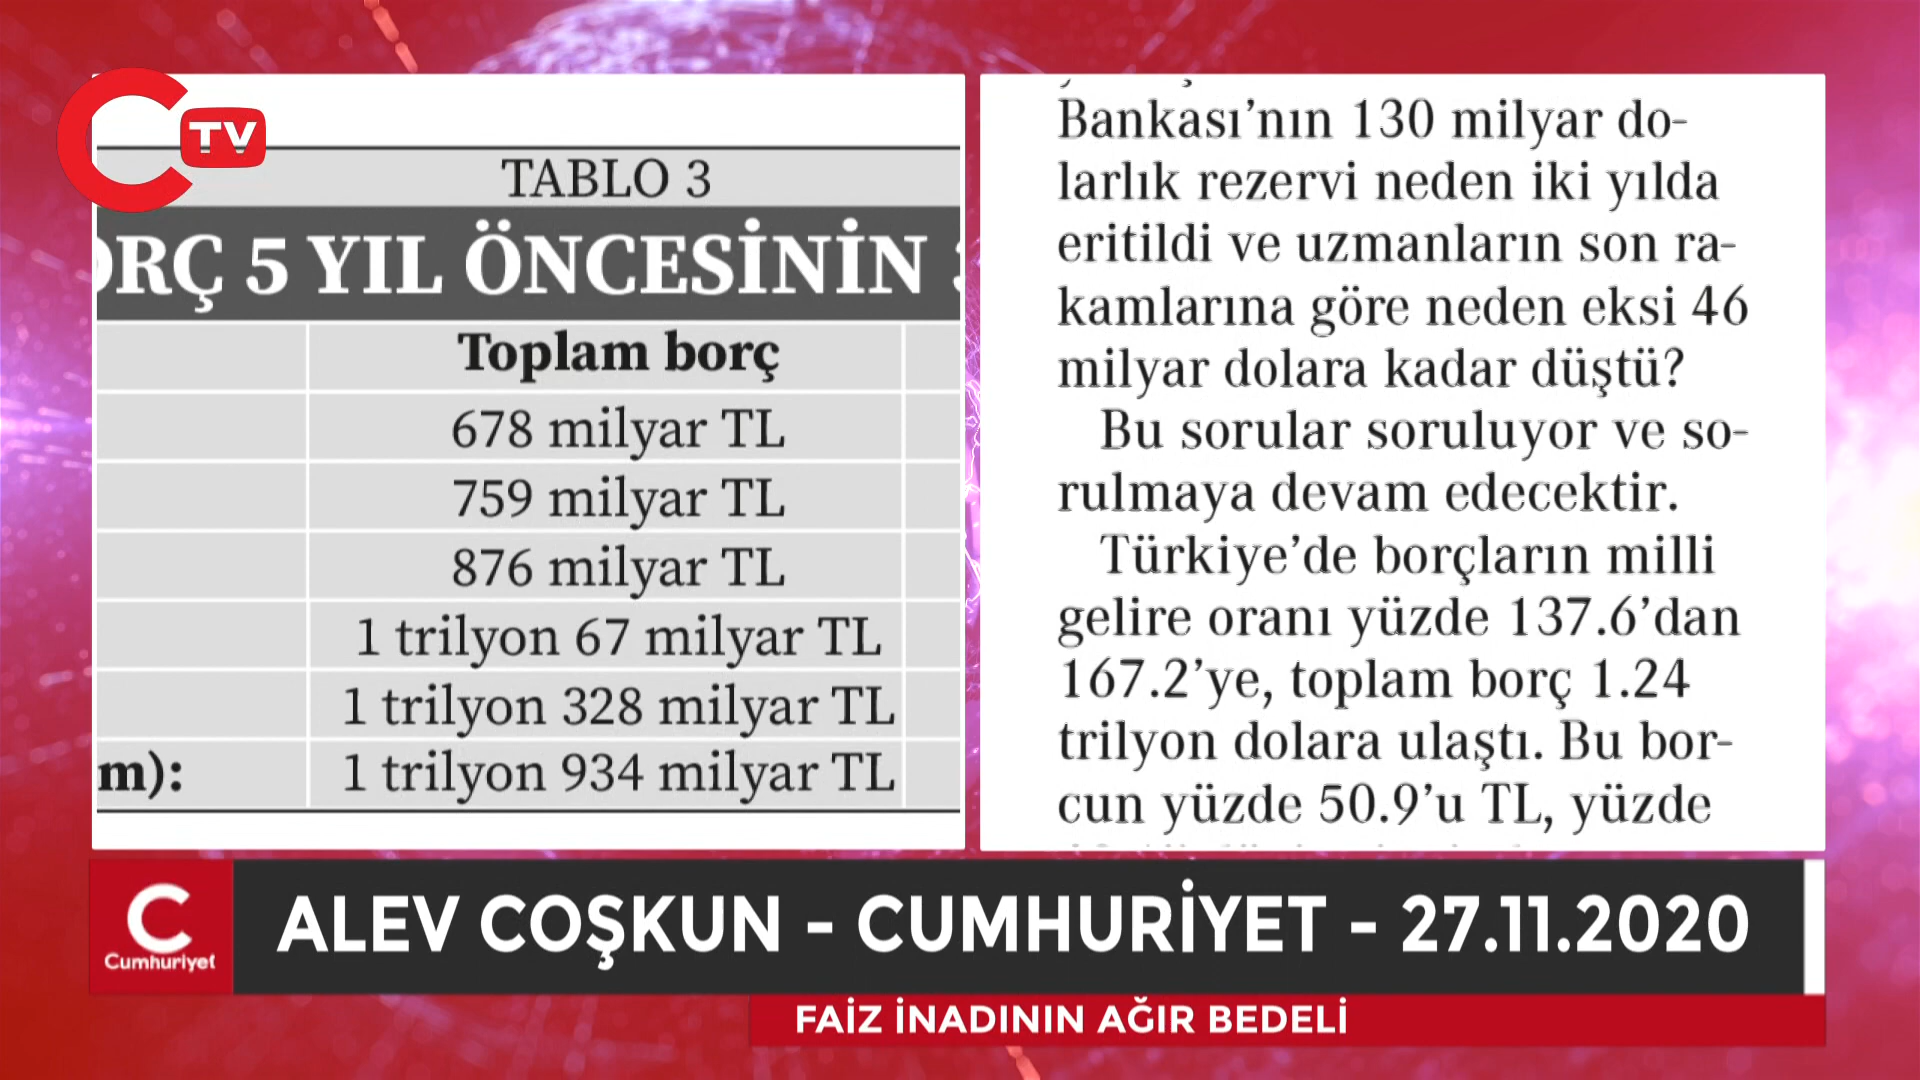 C TV
TABLO 3
ORÇ 5 YIL ÖNCESİNİN
Toplam borç
678 milyar TL
759 milyar TL
876 milyar TL
1 trilyon 67 milyar TL
1 trilyon 328 milyar TL
m): 1 trilyon 934 milyar TL
Bankası’nın 130 milyar do-
larlık rezervi neden iki yılda
eritildi ve uzmanların son ra-
kamlarına göre neden eksi 46
milyar dolara kadar düştü?
Bu sorular soruluyor ve so-
rulmaya devam edecektir.
Türkiye’de borçların milli
gelire oranı yüzde 137.6’dan
167.2’ye, toplam borç 1.24
trilyon dolara ulaştı. Bu bor-
cun yüzde 50.9’u TL, yüzde
C
Cumhuriyet
ALEV COŞKUN - CUMHURİYET - 27.11.2020
FAİZ İNADININ AĞIR BEDELİ